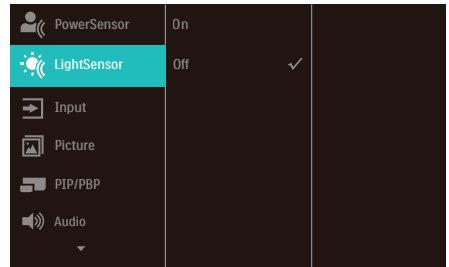 PowerSensor
On
LightSensor
Off
Input
Picture
PIP/PBP
Audio